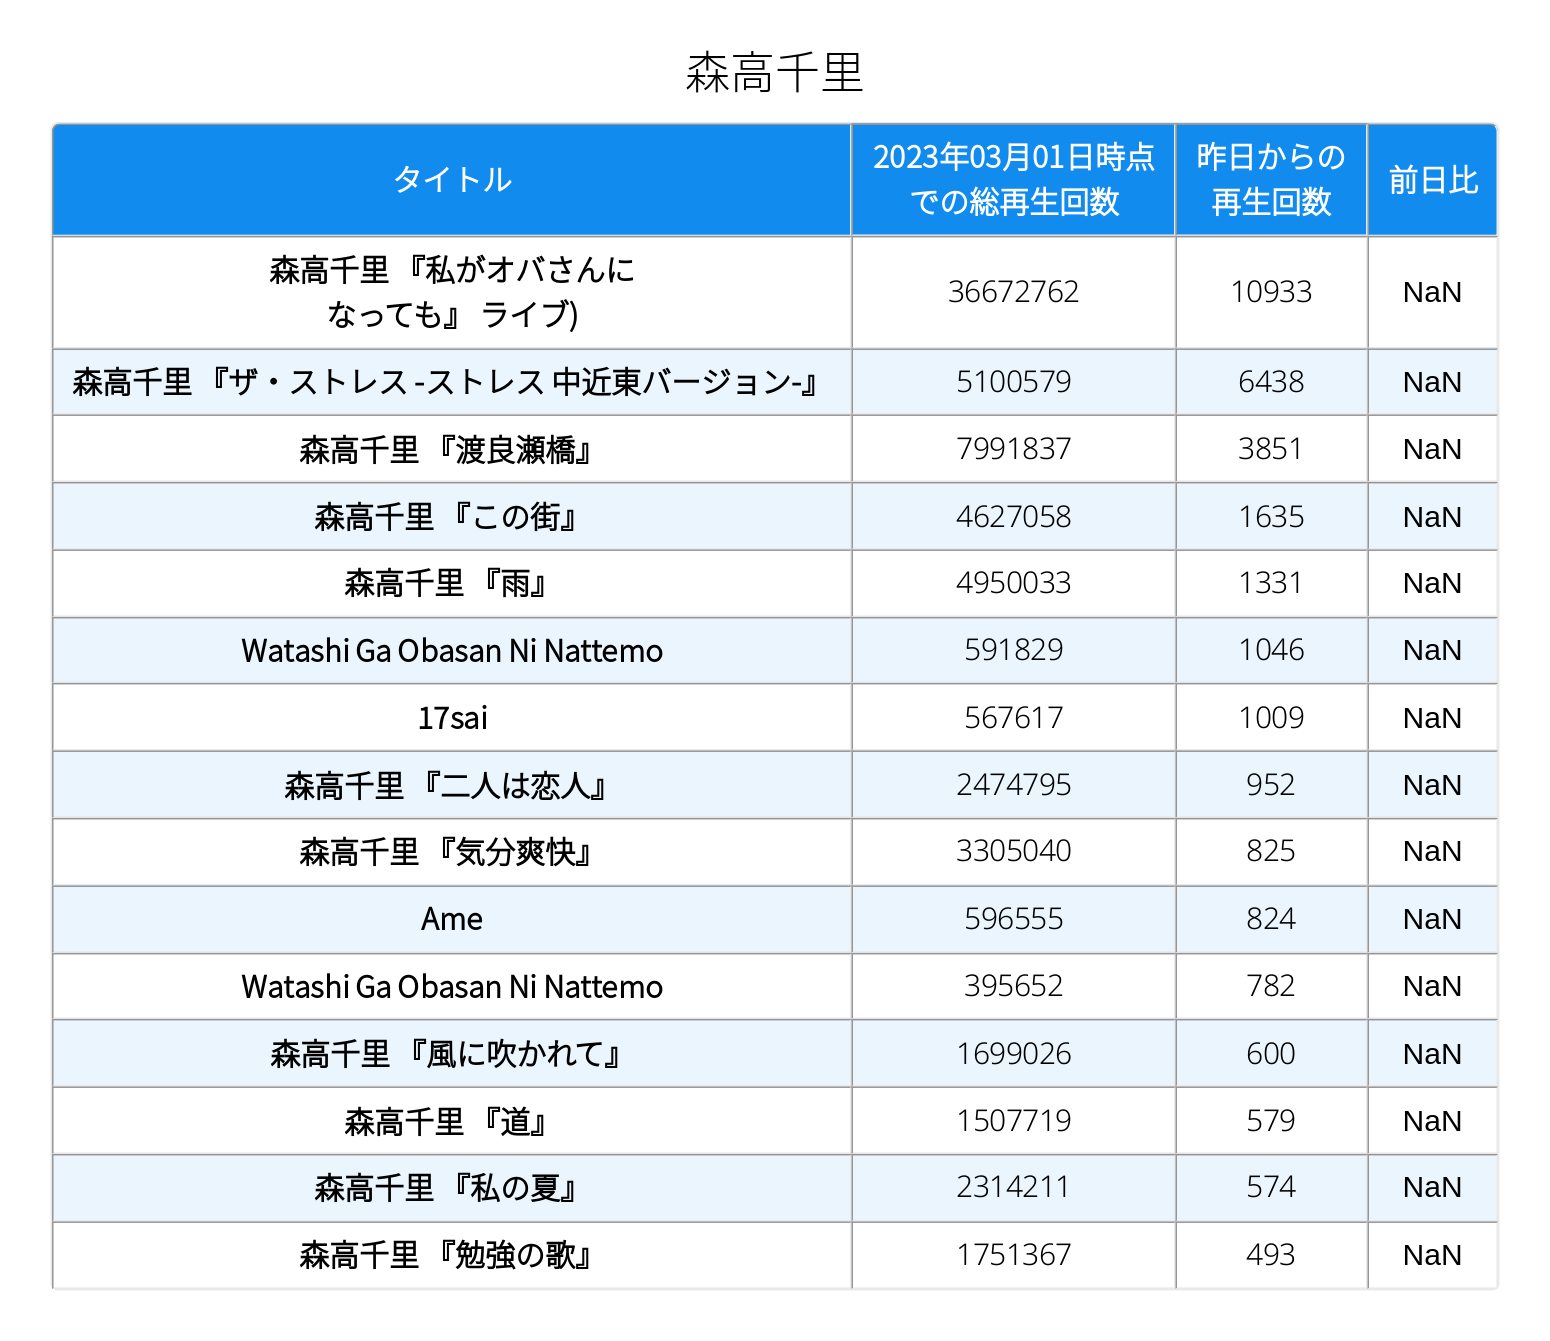 森高千里
タイトル
2023年03月01日時点
での総再生回数
昨日からの
再生回数
前日比
森高千里 『私がオバさんに
なっても』 ライブ)
36672762
10933
NaN
森高千里 『ザ・ストレス -ストレス 中近東バージョン-』
5100579
6438
NaN
森高千里 『渡良瀬橋』
7991837
3851
NaN
森高千里 『この街』
4627058
1635
NaN
森高千里 『雨』
4950033
1331
NaN
Watashi Ga Obasan Ni Nattemo
591829
1046
NaN
17sai
567617
1009
NaN
森高千里 『二人は恋人』
2474795
952
NaN
森高千里 『気分爽快』
3305040
825
NaN
Ame
596555
824
NaN
Watashi Ga Obasan Ni Nattemo
395652
782
NaN
森高千里 『風に吹かれて』
1699026
600
NaN
森高千里 『道』
1507719
579
NaN
森高千里 『私の夏』
2314211
574
NaN
森高千里 『勉強の歌』
1751367
493
NaN